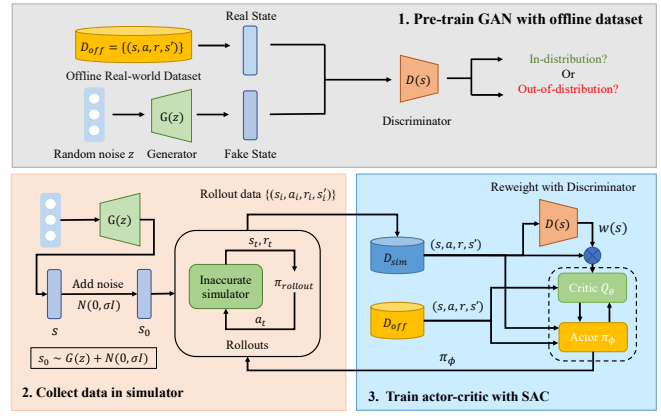 1. Pre-train GAN with offline dataset
Real State
D_off = {(s, a, r, s′)}
Offline Real-world Dataset
G(z)
Random noise z
Generator
Fake State
D(s)
Discriminator
In-distribution?
Or
Out-of-distribution?
Rollout data {(s_i, a_i, r_i, s′_i)}
G(z)
Add noise
N(0, σI)
s
s_0
s_0 ~ G(z) + N(0, σI)
s_t, r_t
Inaccurate
simulator
π_rollout
a_t
Rollouts
2. Collect data in simulator
Reweight with Discriminator
D(s)
w(s)
(s, a, r, s′)
D_sim
(s, a, r, s′)
D_off
Critic Q_θ
Actor π_ϕ
π_ϕ
3. Train actor-critic with SAC